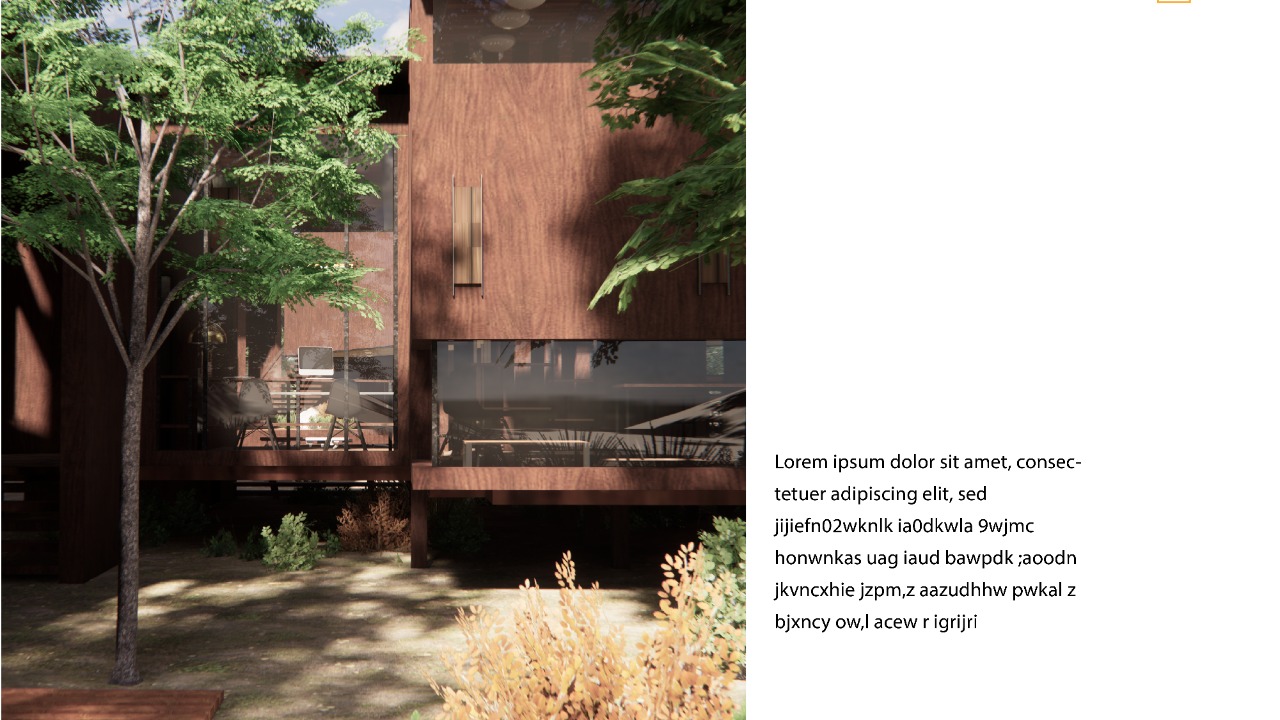 Lorem ipsum dolor sit amet, consec-
tetuer adipiscing elit, sed
jijiefn02wknlk ia0dkwla 9wjmc
honwnkas uag iaud bawpdk ;aoodn
jkvncxhie jzpm,z aazudhhw pwkal z
bjxncy ow,l acew r igrijri